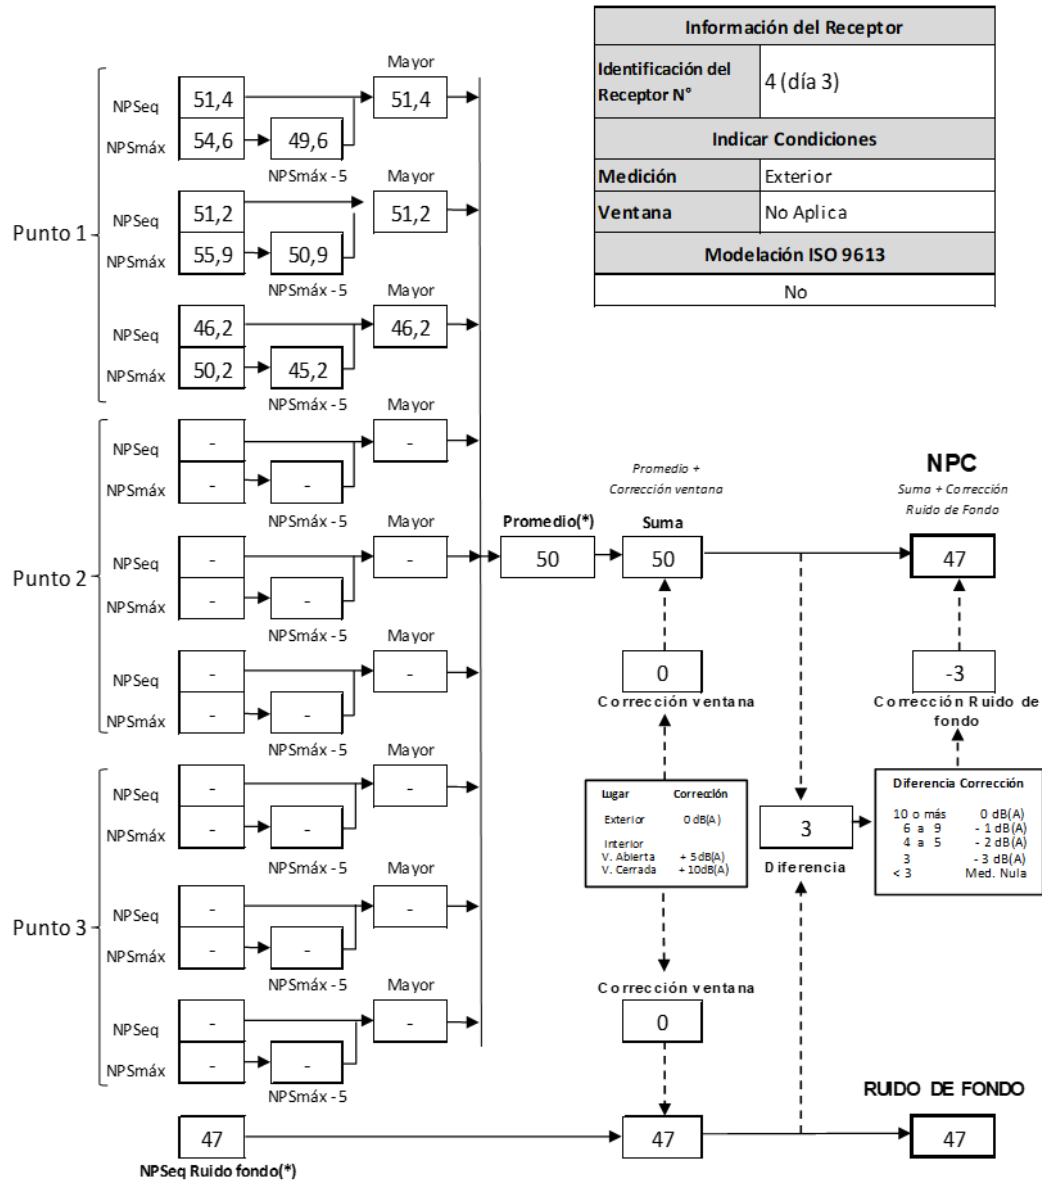 Información del Receptor
Identificación del Receptor N°
4 (día 3)
Indicar Condiciones
Medición Exterior
Ventana No Aplica
Modelación ISO 9613
No
Punto 1
Mayor
NPSeq 51,4 51,4
NPSmáx 54,6 49,6
NPSmáx - 5
Mayor
NPSeq 51,2 51,2
NPSmáx 55,9 50,9
NPSmáx - 5
Mayor
NPSeq 46,2 46,2
NPSmáx 50,2 45,2
NPSmáx - 5
Punto 2
Mayor
NPSeq - -
NPSmáx - -
NPSmáx - 5
Mayor
NPSeq - -
NPSmáx - -
NPSmáx - 5
Mayor
NPSeq - -
NPSmáx - -
NPSmáx - 5
Punto 3
Mayor
NPSeq - -
NPSmáx - -
NPSmáx - 5
Mayor
NPSeq - -
NPSmáx - -
NPSmáx - 5
Mayor
NPSeq - -
NPSmáx - -
NPSmáx - 5
Promedio(*)
50
Promedio +
Corrección ventana
Suma
50
0
Corrección ventana
Lugar Corrección
Exterior 0 dB(A)
Interior
V. Abierta + 5dB(A)
V. Cerrada + 10dB(A)
Corrección ventana
0
NPC
Suma + Corrección
Ruido de Fondo
47
-3
Corrección Ruido de
fondo
Diferencia Corrección
10 o más 0 dB(A)
6 a 9 - 1 dB(A)
4 a 5 - 2 dB(A)
3 - 3 dB(A)
< 3 Med. Nula
3
Diferencia
RUIDO DE FONDO
47 47 47
NPSeq Ruido fondo(*)